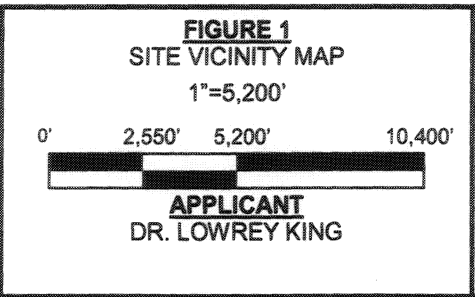 FIGURE 1
SITE VICINITY MAP
1"=5,200'
0' 2,550' 5,200' 10,400'
APPLICANT
DR. LOWREY KING